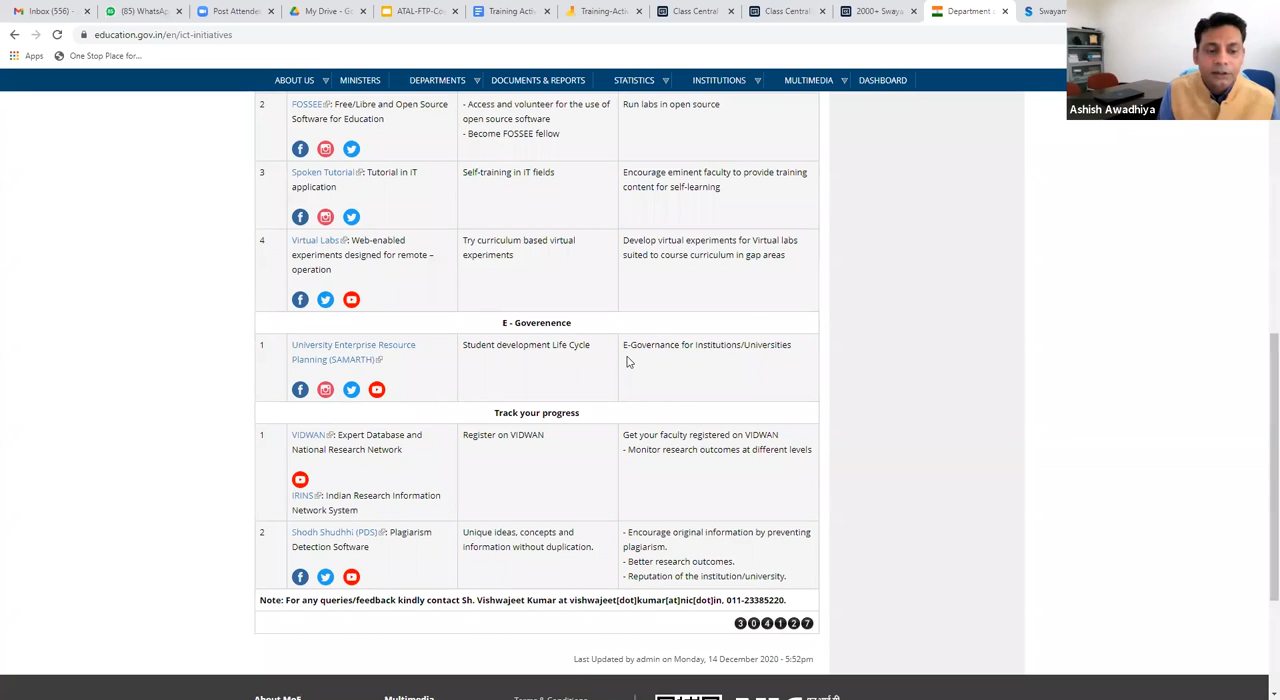 Inbox (556) -
(85) WhatsA
Post Attende
My Drive - G
ATAL-FTP-Co
Training Acti
Training-Activ
Class Central
Class Central
2000+ Swaya
Department
Swayam
education.gov.in/en/ict-initiatives
Apps
One Stop Place for...
ABOUT US
MINISTERS
DEPARTMENTS
DOCUMENTS & REPORTS
STATISTICS
INSTITUTIONS
MULTIMEDIA
DASHBOARD
Ashish Awadhiya
2
FOSSEE: Free/Libre and Open Source
Software for Education
- Access and volunteer for the use of
open source software
- Become FOSSEE fellow
Run labs in open source
3
Spoken Tutorial: Tutorial in IT
application
Self-training in IT fields
Encourage eminent faculty to provide training
content for self-learning
4
Virtual Labs: Web-enabled
experiments designed for remote –
operation
Try curriculum based virtual
experiments
Develop virtual experiments for Virtual labs
suited to course curriculum in gap areas
E - Goverenence
1
University Enterprise Resource
Planning (SAMARTH)
Student development Life Cycle
E-Governance for Institutions/Universities
Track your progress
1
VIDWAN: Expert Database and
National Research Network
IRINS: Indian Research Information
Network System
Register on VIDWAN
Get your faculty registered on VIDWAN
- Monitor research outcomes at different levels
2
Shodh Shudhhi (PDS): Plagiarism
Detection Software
Unique ideas, concepts and
information without duplication.
- Encourage original information by preventing
plagiarism.
- Better research outcomes.
- Reputation of the institution/university.
Note: For any queries/feedback kindly contact Sh. Vishwajeet Kumar at vishwajeet[dot]kumar[at]nic[dot]in, 011-23385220.
304127
Last Updated by admin on Monday, 14 December 2020 - 5:52pm
About MoE
Multimedia
Terms & Conditions